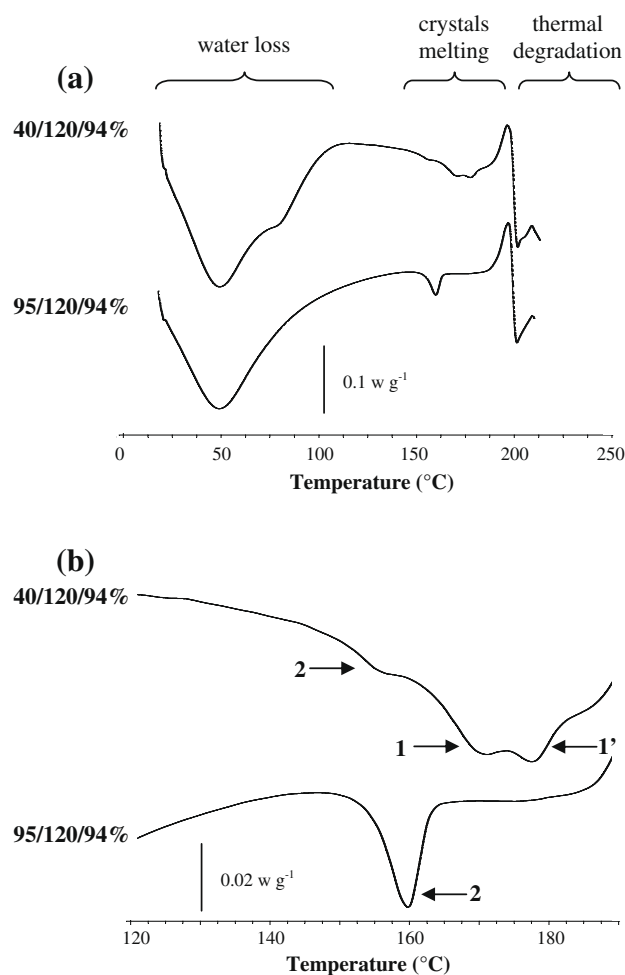 water loss
crystals melting
thermal degradation
(a)
40/120/94%
95/120/94%
0.1 w g⁻¹
0 50 100 150 200 250
Temperature (°C)
(b)
40/120/94%
2
1
1’
95/120/94%
0.02 w g⁻¹
2
120 140 160 180
Temperature (°C)